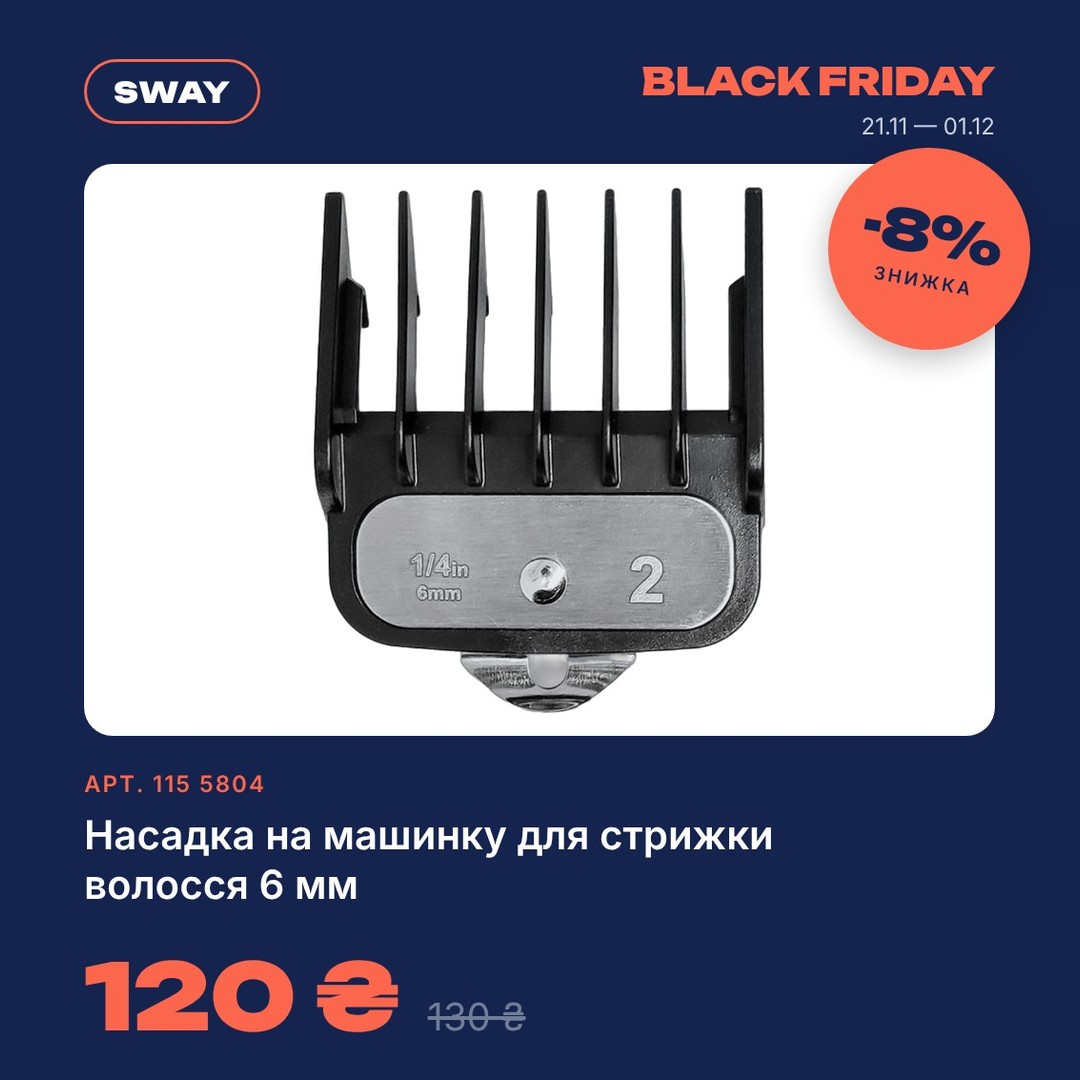 SWAY
BLACK FRIDAY
21.11 — 01.12
-8%
ЗНИЖКА
1/4in
6mm
2
АРТ. 115 5804
Насадка на машинку для стрижки
волосся 6 мм
120 ₴ 130 ₴